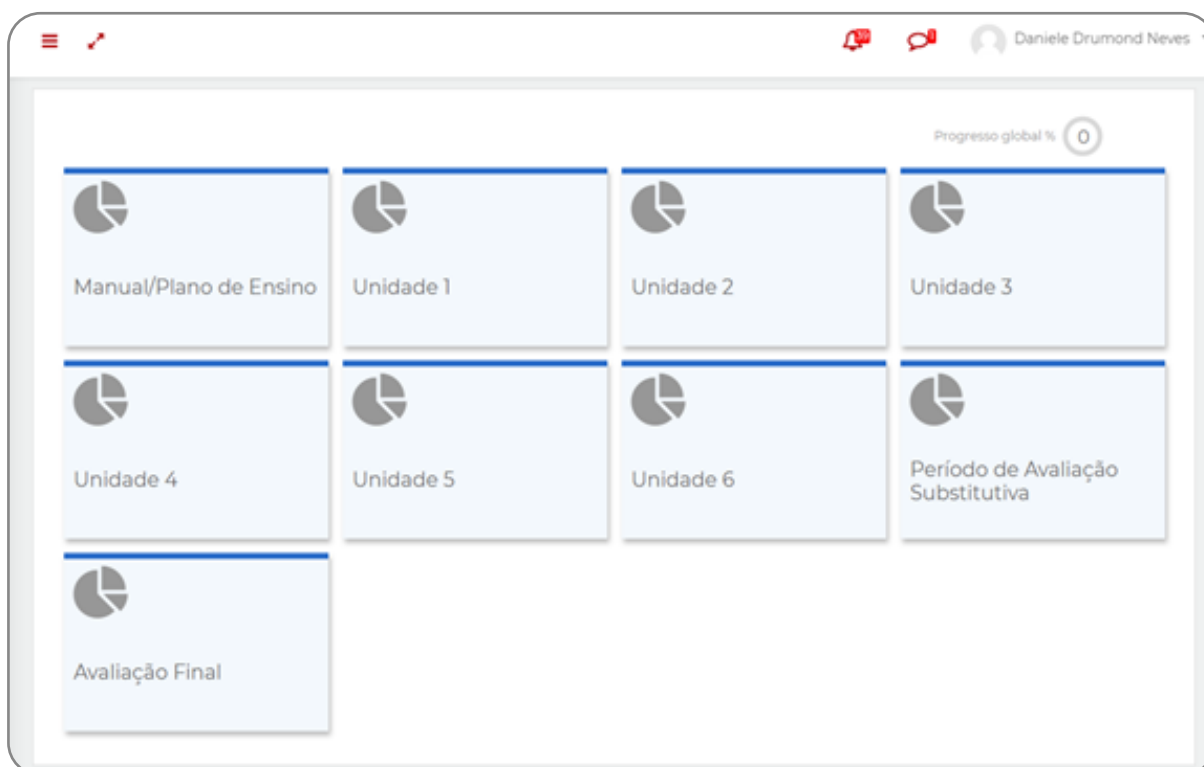 Daniele Drumond Neves
Progresso global % 0
Manual/Plano de Ensino
Unidade 1
Unidade 2
Unidade 3
Unidade 4
Unidade 5
Unidade 6
Período de Avaliação
Substitutiva
Avaliação Final